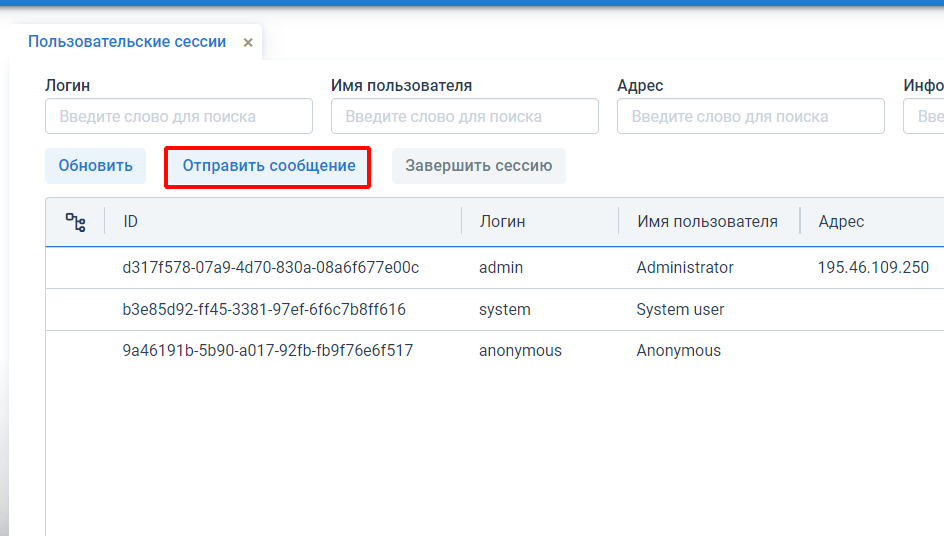 Пользовательские сессии ×
Логин Имя пользователя Адрес Инфо
Введите слово для поиска Введите слово для поиска Введите слово для поиска Вве
Обновить Отправить сообщение Завершить сессию
ID Логин Имя пользователя Адрес
d317f578-07a9-4d70-830a-08a6f677e00c admin Administrator 195.46.109.250
b3e85d92-ff45-3381-97ef-6f6c7b8ff616 system System user
9a46191b-5b90-a017-92fb-fb9f76e6f517 anonymous Anonymous